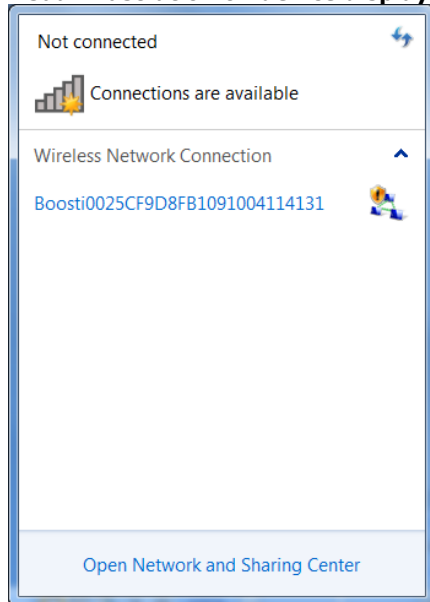 Not connected
Connections are available
Wireless Network Connection
Boosti0025CF9D8FB1091004114131
Open Network and Sharing Center